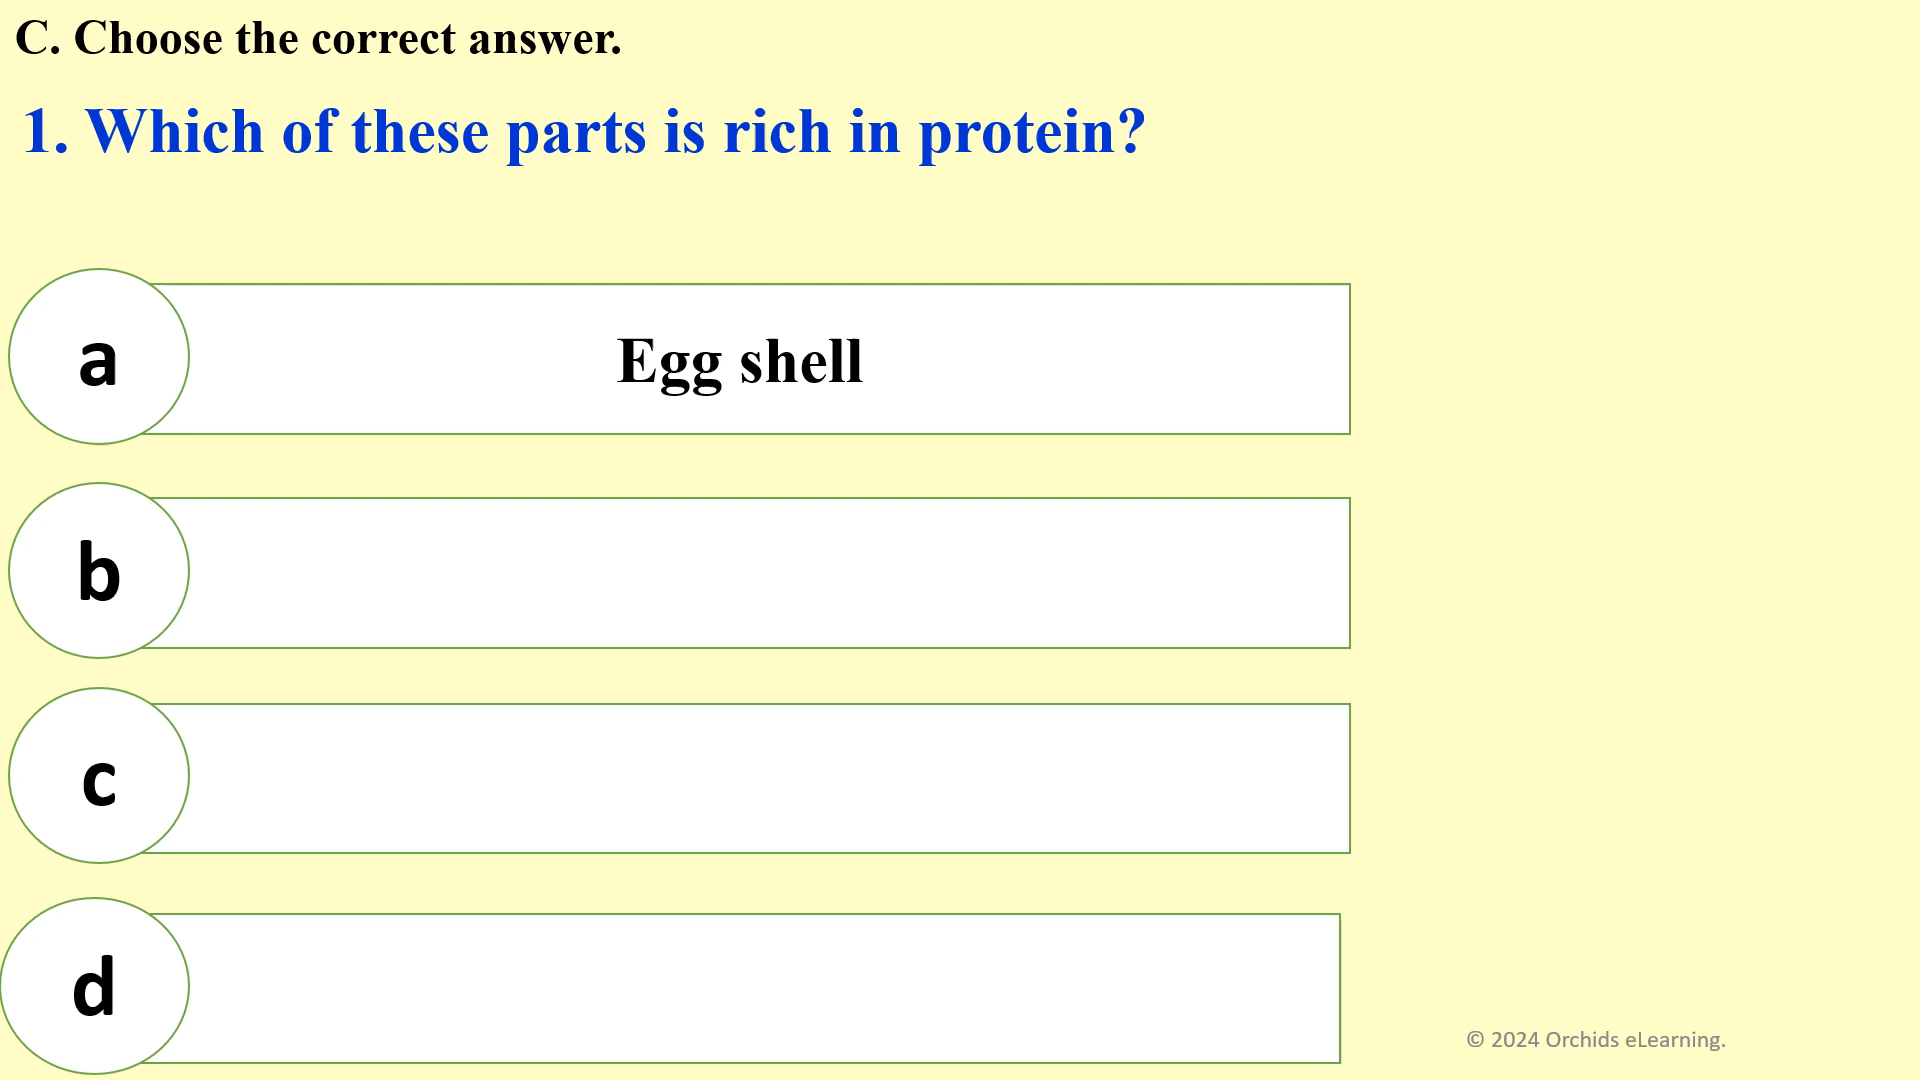 C. Choose the correct answer.
1. Which of these parts is rich in protein?
a
Egg shell
b
c
d
© 2024 Orchids eLearning.